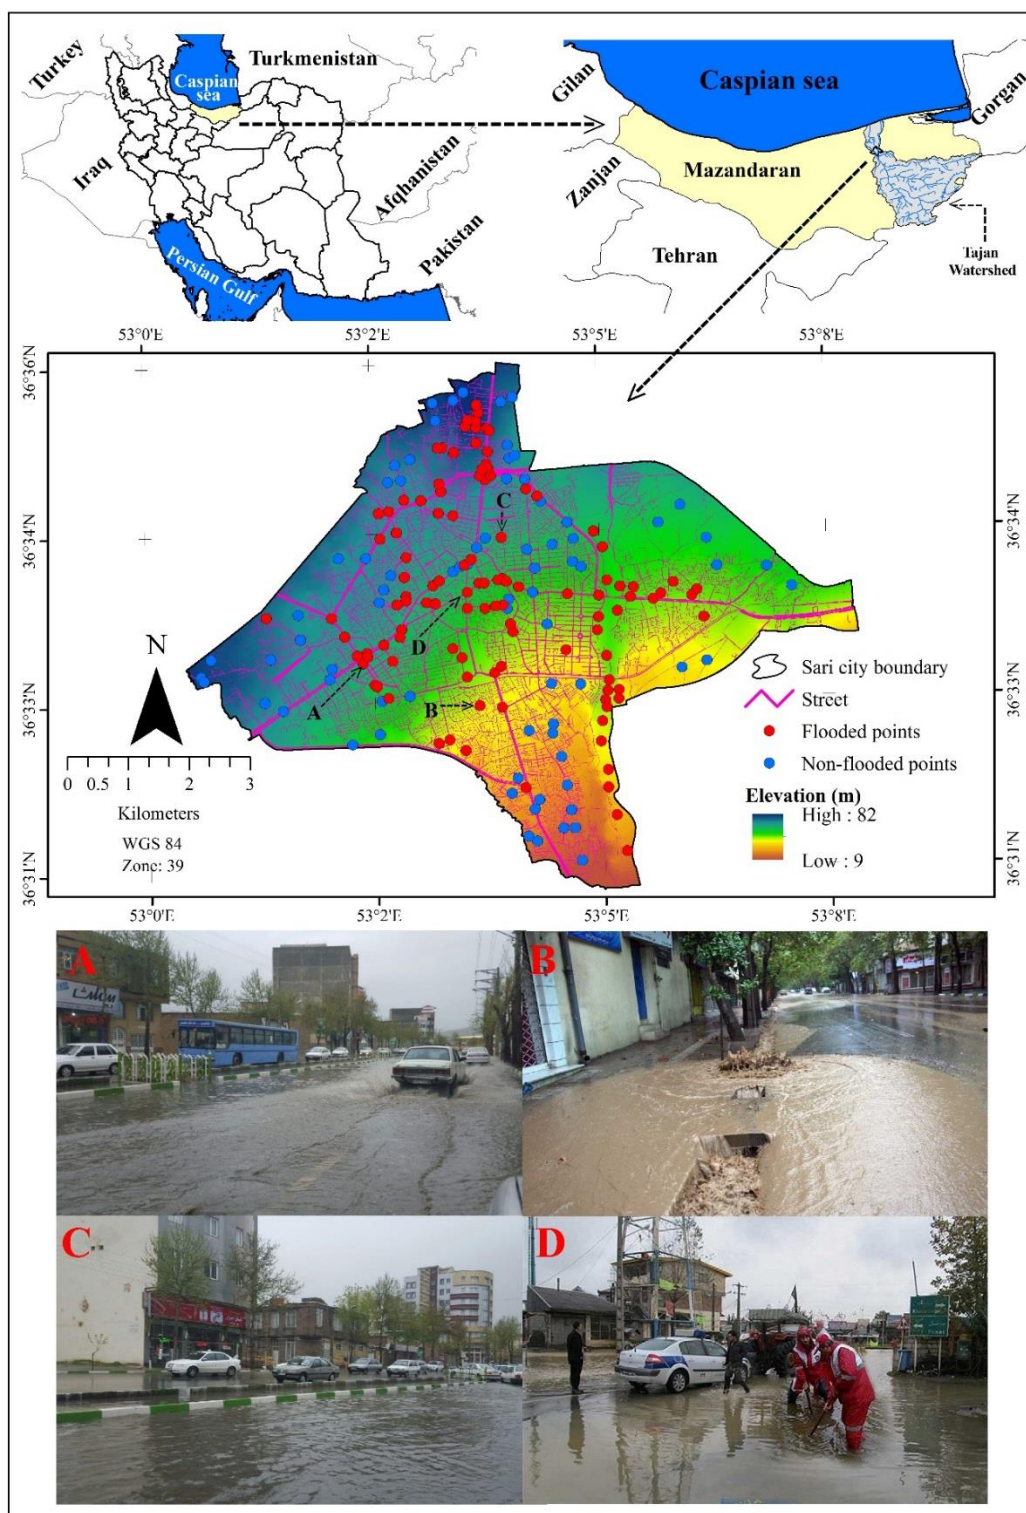 Turkey
Turkmenistan
Caspian
sea
Iraq
Afqhanistan
Pakistan
Persian Gulf
Gilan
Caspian sea
Gorgan
Zanjan
Mazandaran
Tehran
Tajan
Watershed
53°0'E
53°2'E
53°5'E
53°8'E
36°36'N
36°34'N
36°33'N
36°31'N
36°34'N
36°33'N
36°31'N
C
D
A
B
N
0 0.5 1 2 3
Kilometers
WGS 84
Zone: 39
Sari city boundary
Street
Flooded points
Non-flooded points
Elevation (m)
High : 82
Low : 9
53°0'E
53°2'E
53°5'E
53°8'E
A
B
C
D